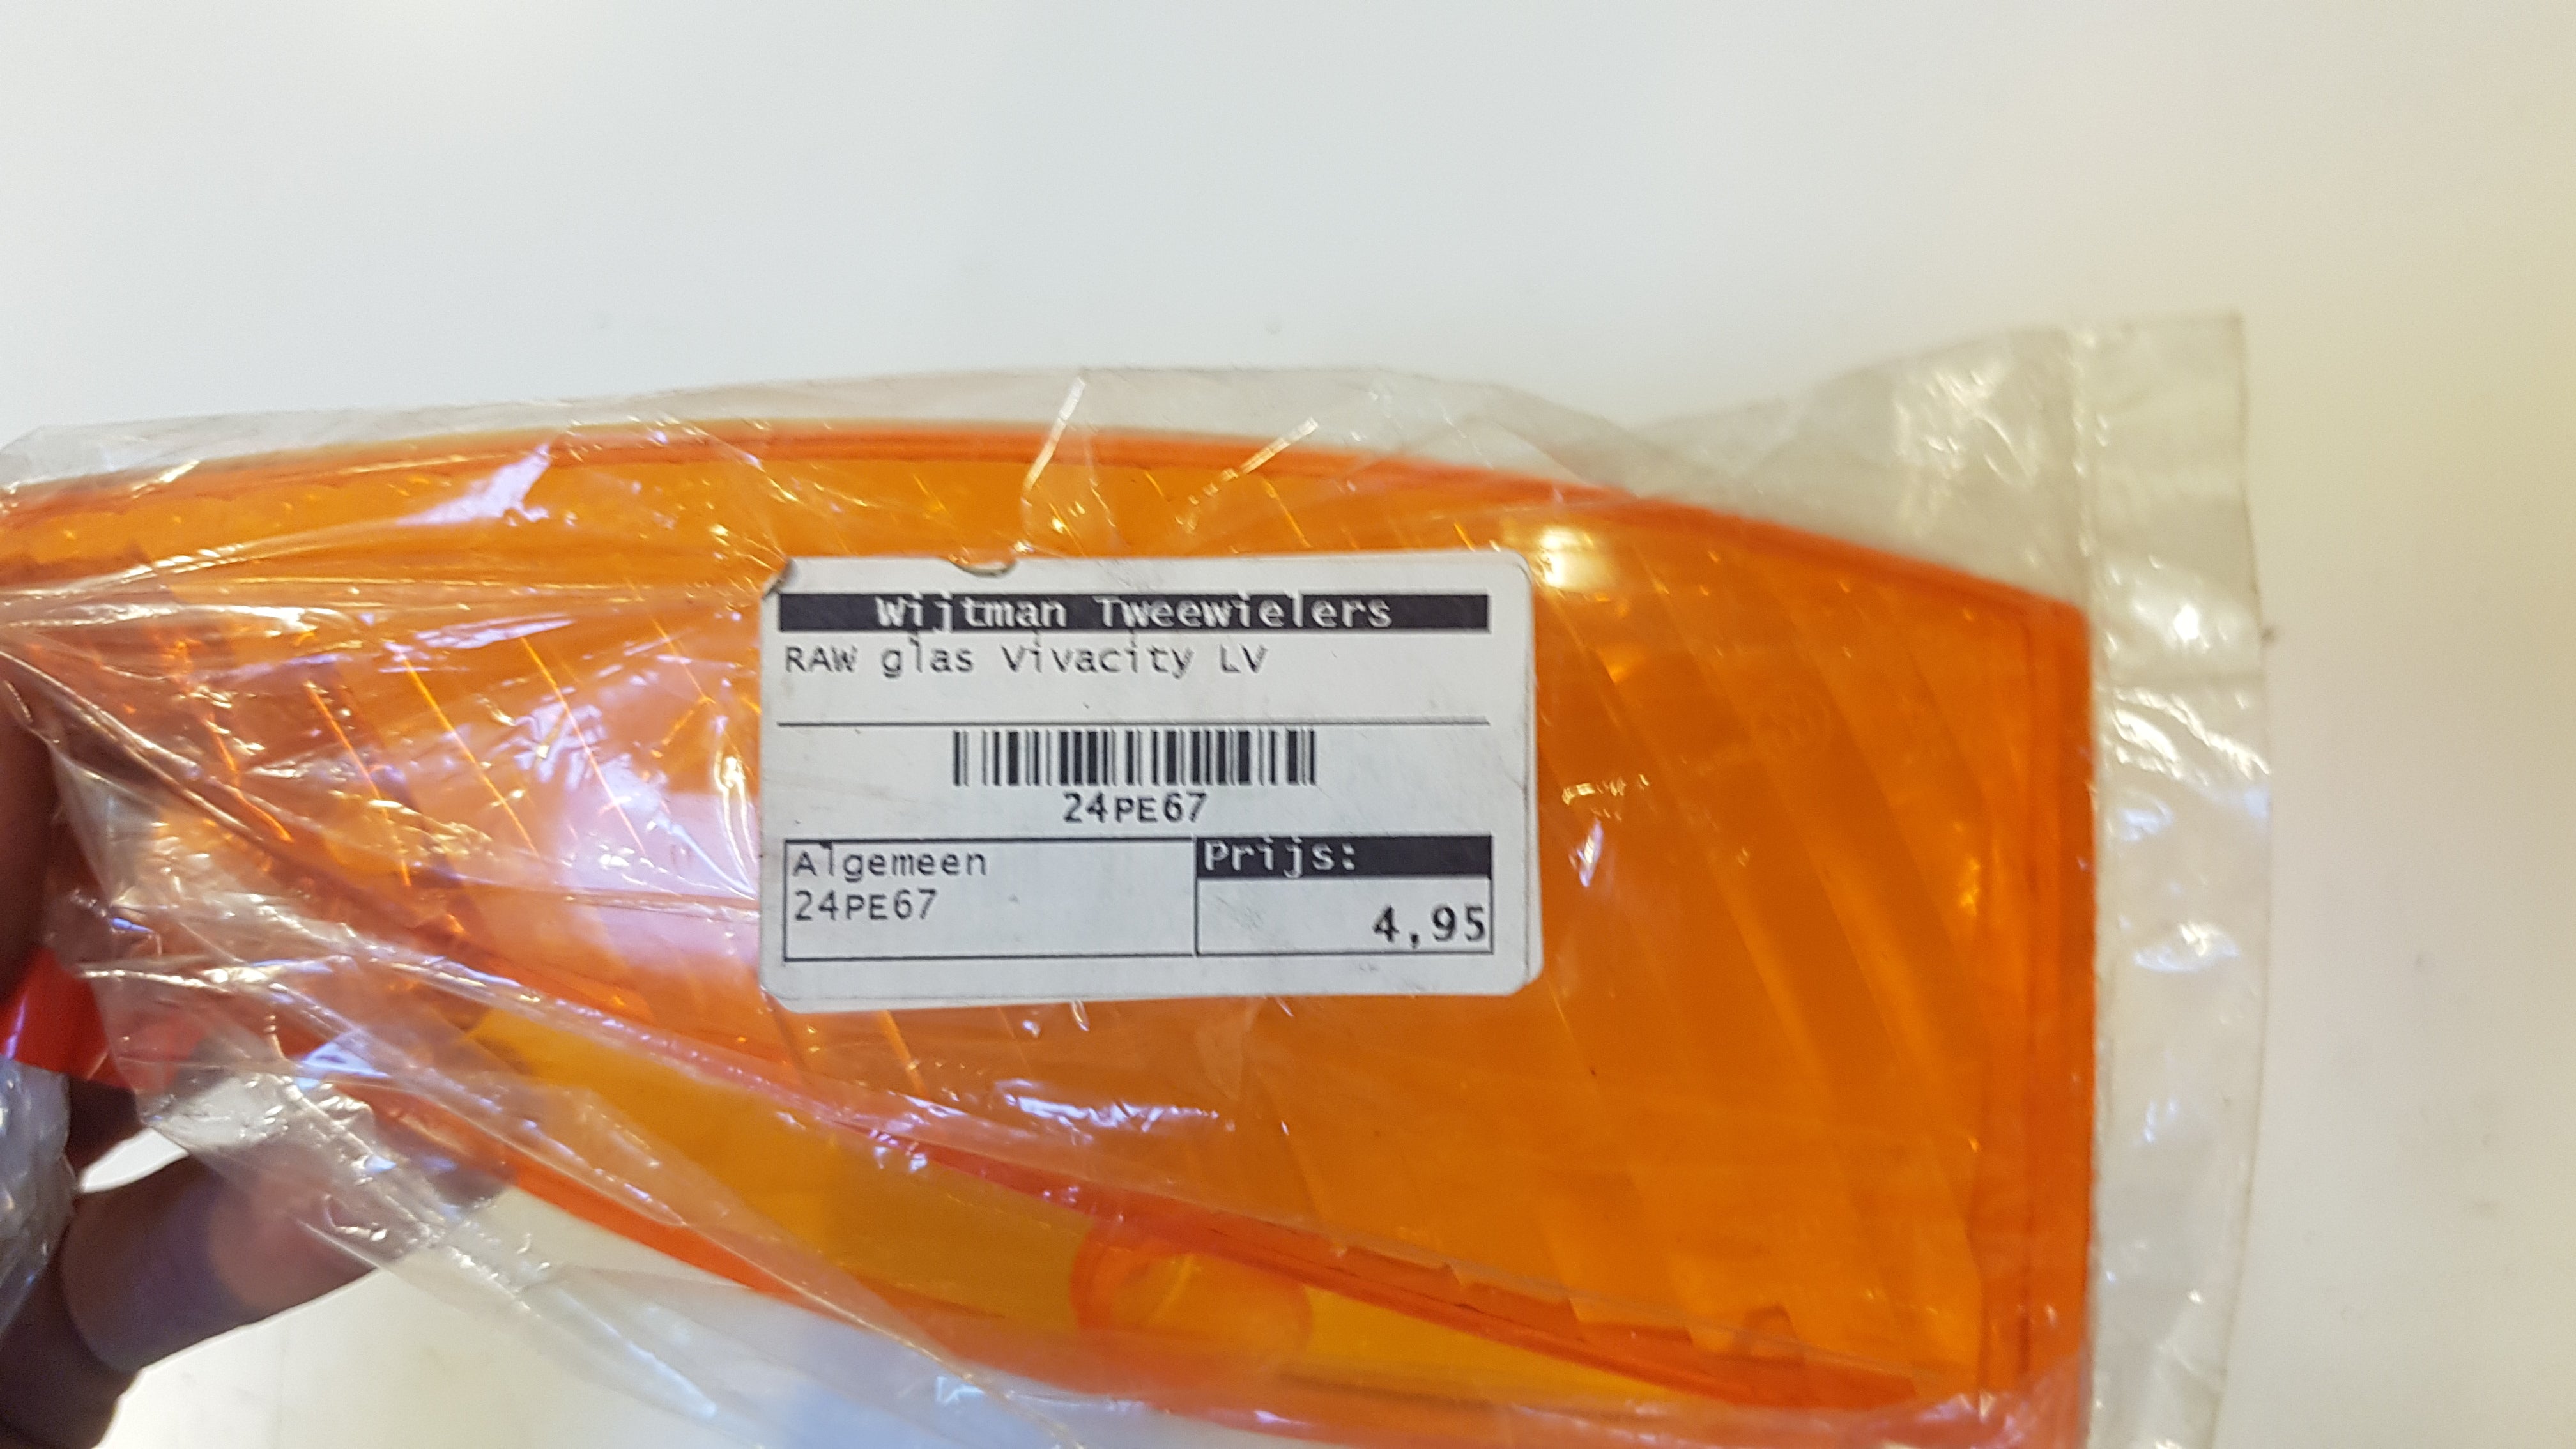 Wijtman Tweewielers
RAW glas Vivacity LV
24PE67
Algemeen
24PE67
Prijs:
4,95